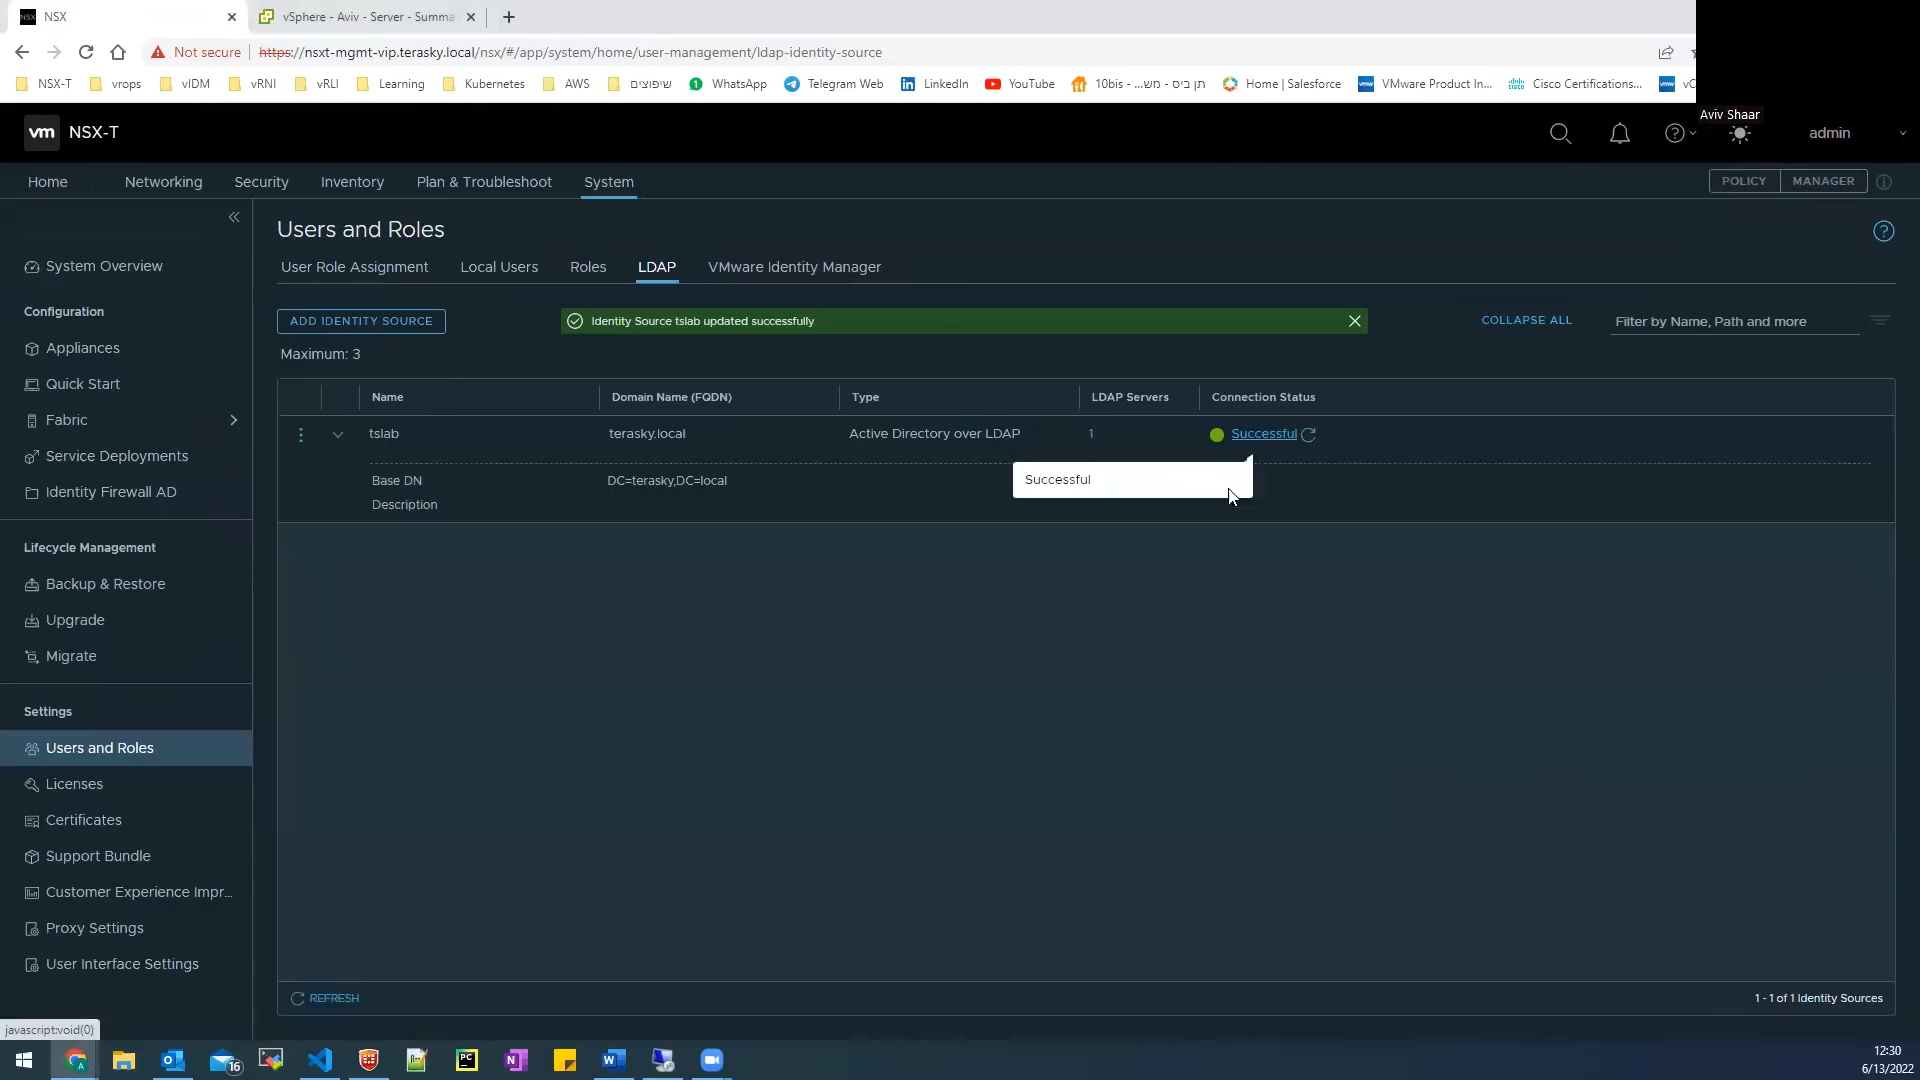 NSX
vSphere - Aviv - Server - Summa
Not secure
https://nsxt-mgmt-vip.terasky.local/nsx/#/app/system/home/user-management/ldap-identity-source
NSX-T
vrops
vIDM
vRNI
vRLI
Learning
Kubernetes
AWS
שיפוצים
WhatsApp
Telegram Web
LinkedIn
YouTube
10bis - ...תן ביס - מש
Home | Salesforce
VMware Product In...
Cisco Certifications...
vC
Aviv Shaar
vm NSX-T
admin
Home
Networking
Security
Inventory
Plan & Troubleshoot
System
POLICY
MANAGER
System Overview
Configuration
Appliances
Quick Start
Fabric
Service Deployments
Identity Firewall AD
Lifecycle Management
Backup & Restore
Upgrade
Migrate
Settings
Users and Roles
Licenses
Certificates
Support Bundle
Customer Experience Impr...
Proxy Settings
User Interface Settings
Users and Roles
User Role Assignment
Local Users
Roles
LDAP
VMware Identity Manager
ADD IDENTITY SOURCE
Identity Source tslab updated successfully
COLLAPSE ALL
Filter by Name, Path and more
Maximum: 3
Name
Domain Name (FQDN)
Type
LDAP Servers
Connection Status
tslab
terasky.local
Active Directory over LDAP
1
Successful
Successful
Base DN
DC=terasky,DC=local
Description
REFRESH
1 - 1 of 1 Identity Sources
javascript:void(0)
16
PC
12:30
6/13/2022